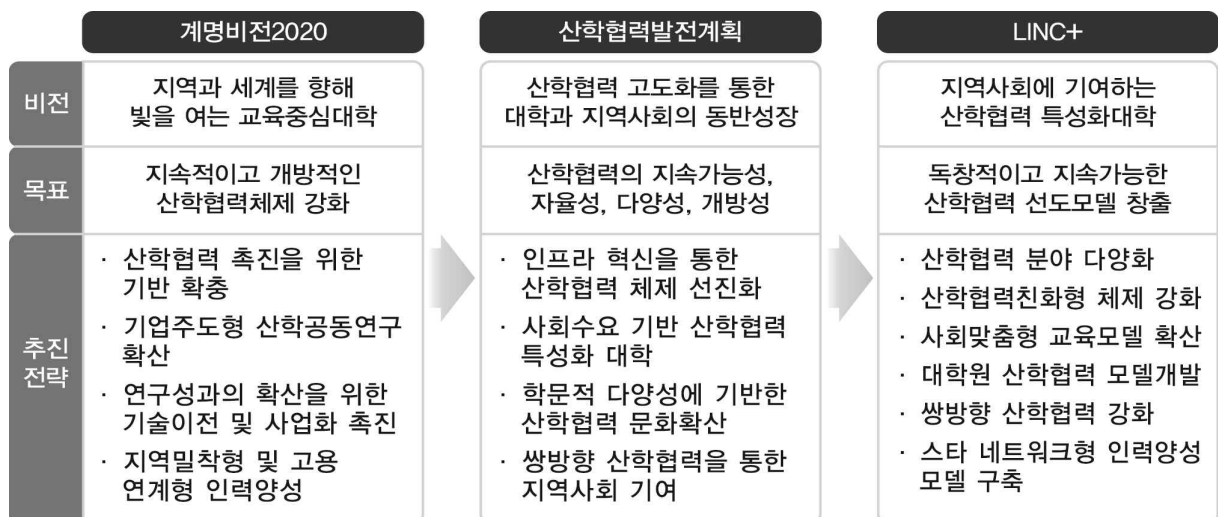 계명비전2020
산학협력발전계획
LINC+
비전
지역과 세계를 향해
빛을 여는 교육중심대학
산학협력 고도화를 통한
대학과 지역사회의 동반성장
지역사회에 기여하는
산학협력 특성화대학
목표
지속적이고 개방적인
산학협력체제 강화
산학협력의 지속가능성,
자율성, 다양성, 개방성
독창적이고 지속가능한
산학협력 선도모델 창출
추진
전략
· 산학협력 촉진을 위한
기반 확충
· 기업주도형 산학공동연구
확산
· 연구성과의 확산을 위한
기술이전 및 사업화 촉진
· 지역밀착형 및 고용
연계형 인력양성
· 인프라 혁신을 통한
산학협력 체제 선진화
· 사회수요 기반 산학협력
특성화 대학
· 학문적 다양성에 기반한
산학협력 문화확산
· 쌍방향 산학협력을 통한
지역사회 기여
· 산학협력 분야 다양화
· 산학협력친화형 체제 강화
· 사회맞춤형 교육모델 확산
· 대학원 산학협력 모델개발
· 쌍방향 산학협력 강화
· 스타 네트워크형 인력양성
모델 구축